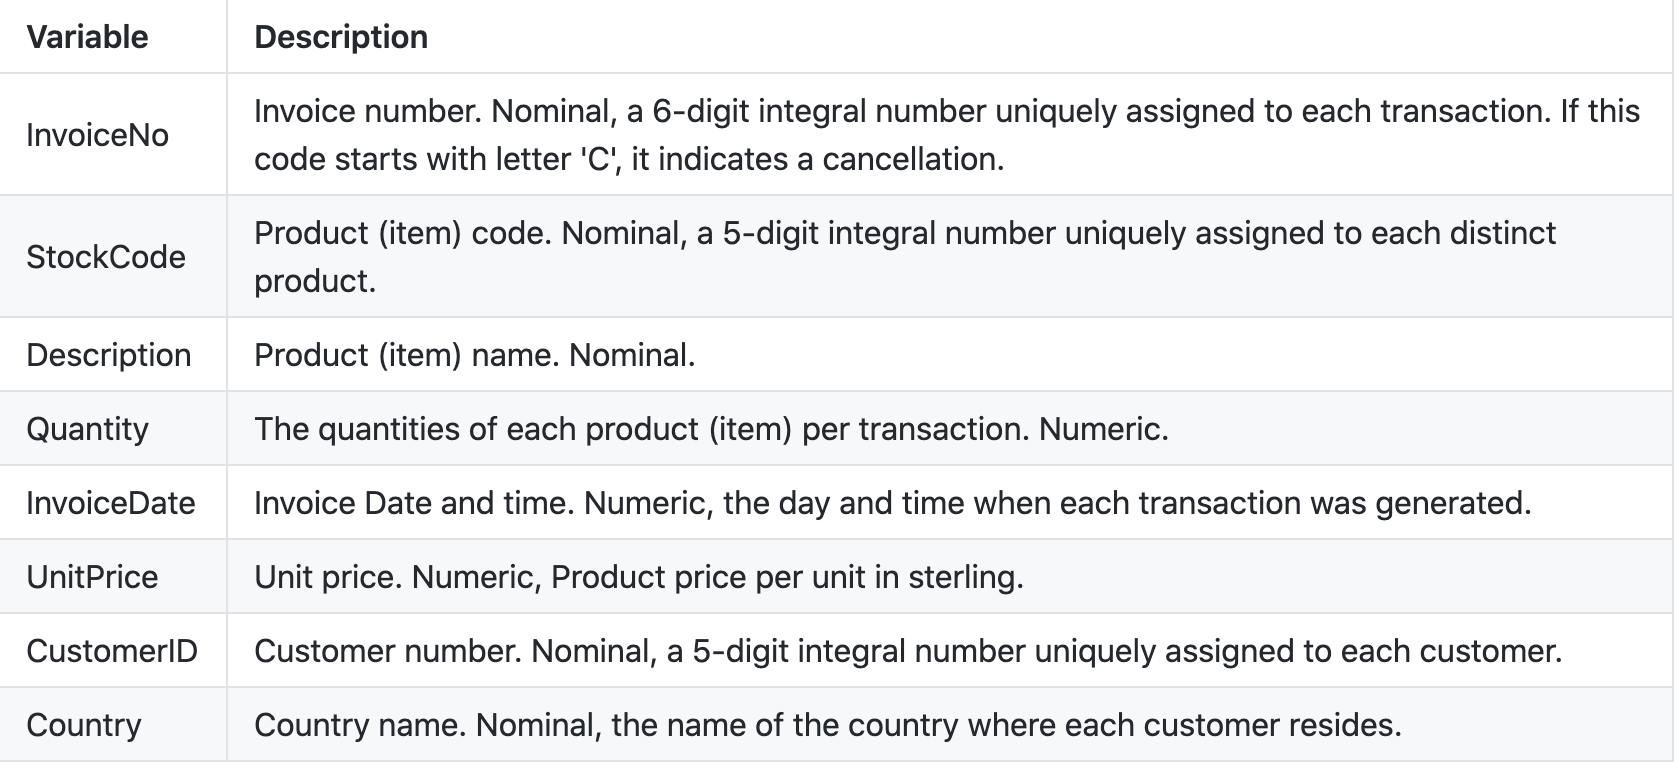 Variable Description
InvoiceNo
Invoice number. Nominal, a 6-digit integral number uniquely assigned to each transaction. If this
code starts with letter 'C', it indicates a cancellation.
StockCode
Product (item) code. Nominal, a 5-digit integral number uniquely assigned to each distinct
product.
Description Product (item) name. Nominal.
Quantity The quantities of each product (item) per transaction. Numeric.
InvoiceDate Invoice Date and time. Numeric, the day and time when each transaction was generated.
UnitPrice Unit price. Numeric, Product price per unit in sterling.
CustomerID Customer number. Nominal, a 5-digit integral number uniquely assigned to each customer.
Country Country name. Nominal, the name of the country where each customer resides.